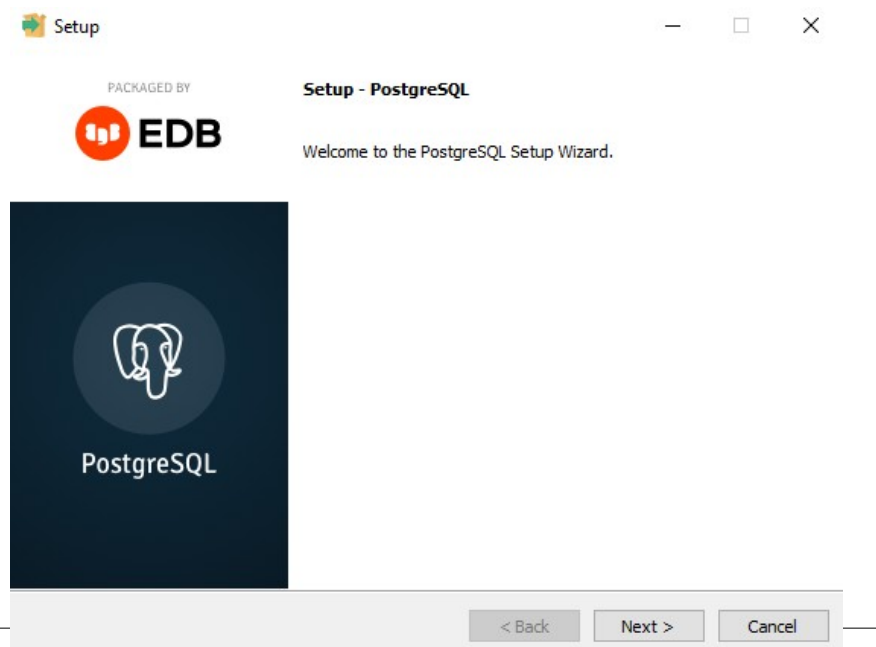 Setup
PACKAGED BY
EDB
Setup - PostgreSQL
Welcome to the PostgreSQL Setup Wizard.
PostgreSQL
< Back
Next >
Cancel